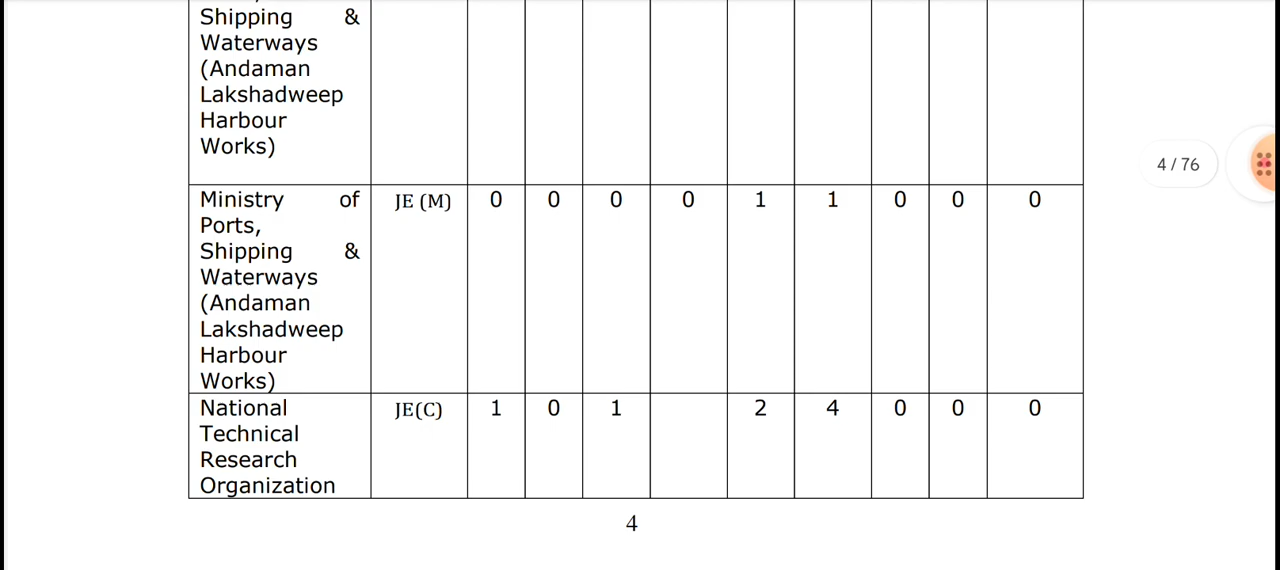 Shipping &
Waterways
(Andaman
Lakshadweep
Harbour
Works)
4 / 76
Ministry of JE (M) 0 0 0 0 1 1 0 0 0
Ports,
Shipping &
Waterways
(Andaman
Lakshadweep
Harbour
Works)
National JE(C) 1 0 1 2 4 0 0 0
Technical
Research
Organization
4